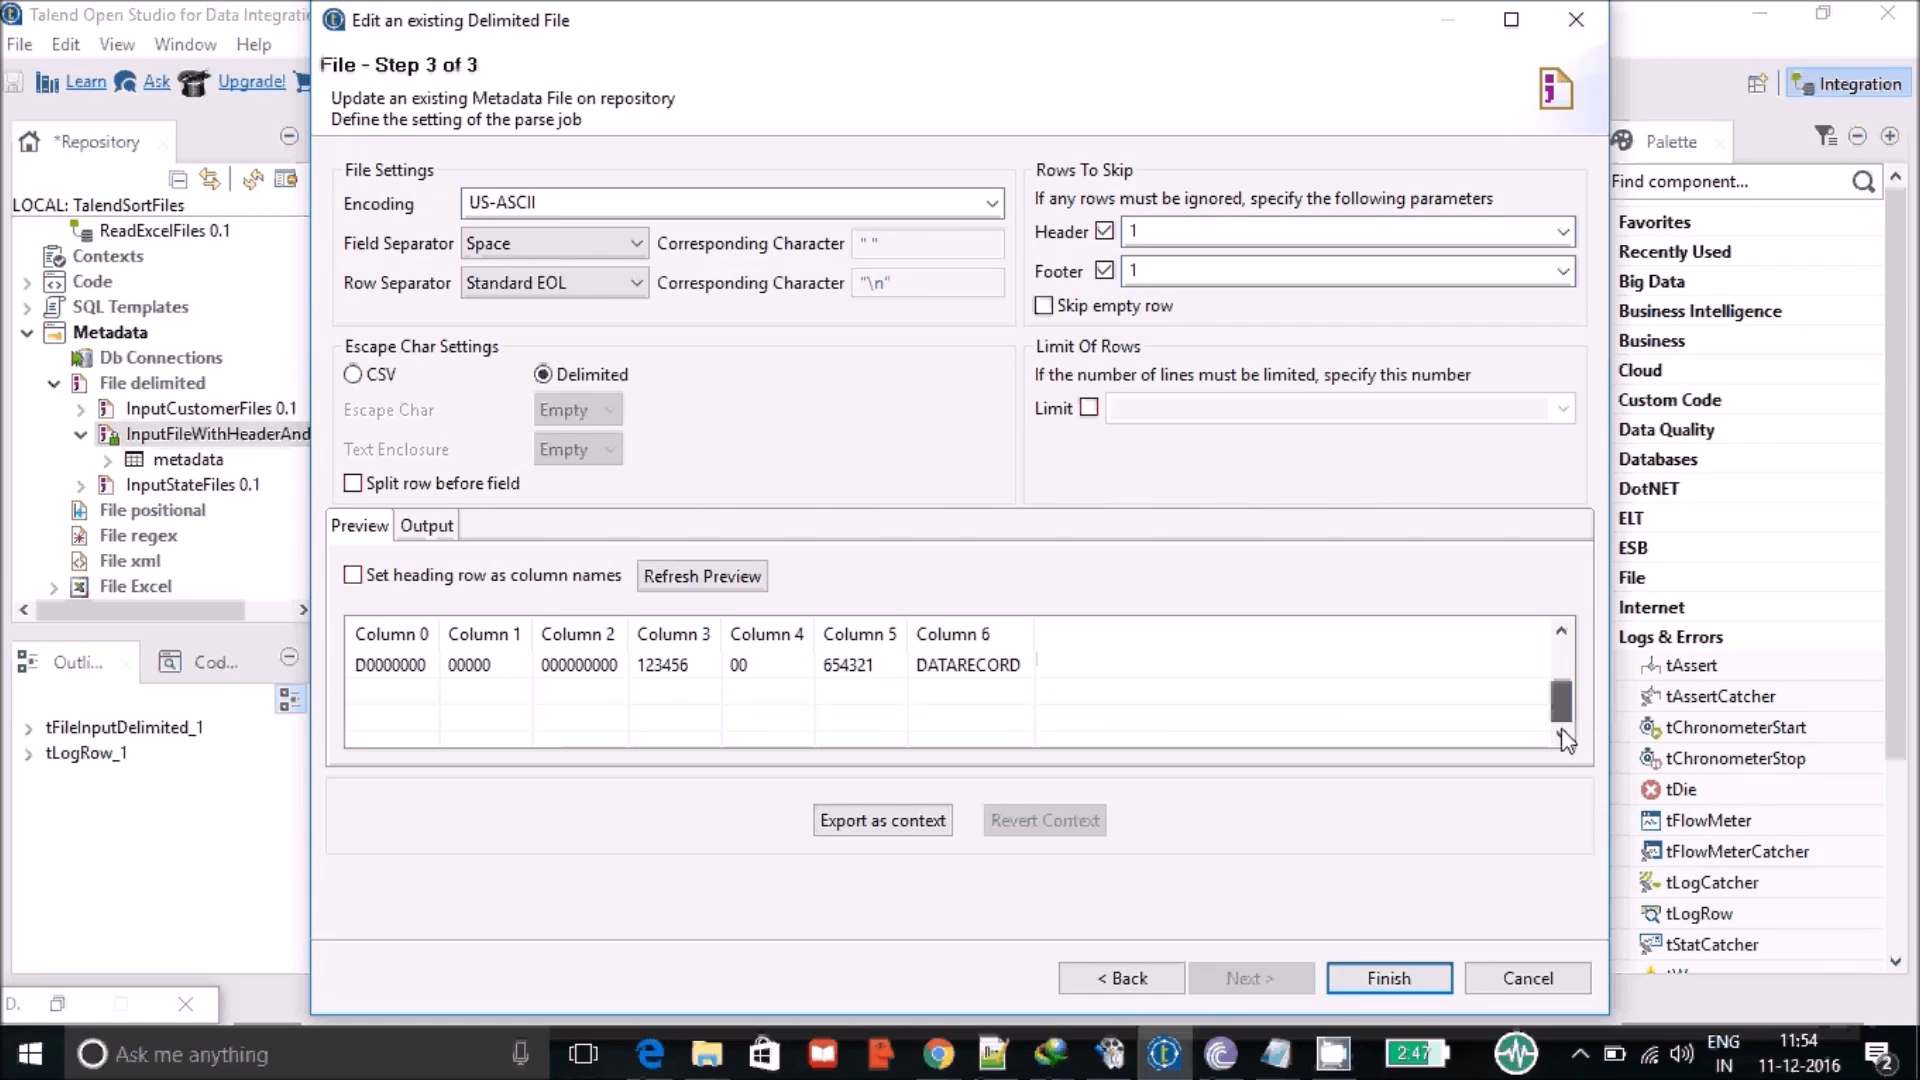 Talend Open Studio for Data Integrati
File Edit View Window Help
Learn Ask Upgrade!
Integration
*Repository
LOCAL: TalendSortFiles
ReadExcelFiles 0.1
Contexts
Code
SQL Templates
Metadata
Db Connections
File delimited
InputCustomerFiles 0.1
InputFileWithHeaderAnd
metadata
InputStateFiles 0.1
File positional
File regex
File xml
File Excel
Outli... Cod...
tFileInputDelimited_1
tLogRow_1
D.
Edit an existing Delimited File
File - Step 3 of 3
Update an existing Metadata File on repository
Define the setting of the parse job
File Settings
Encoding US-ASCII
Field Separator Space Corresponding Character " "
Row Separator Standard EOL Corresponding Character "\n"
Rows To Skip
If any rows must be ignored, specify the following parameters
Header 1
Footer 1
Skip empty row
Escape Char Settings
CSV Delimited
Escape Char Empty
Text Enclosure Empty
Split row before field
Limit Of Rows
If the number of lines must be limited, specify this number
Limit
Preview Output
Set heading row as column names Refresh Preview
Column 0 Column 1 Column 2 Column 3 Column 4 Column 5 Column 6
D0000000 00000 000000000 123456 00 654321 DATARECORD
Export as context Revert Context
< Back Next > Finish Cancel
Palette
Find component...
Favorites
Recently Used
Big Data
Business Intelligence
Business
Cloud
Custom Code
Data Quality
Databases
DotNET
ELT
ESB
File
Internet
Logs & Errors
tAssert
tAssertCatcher
tChronometerStart
tChronometerStop
tDie
tFlowMeter
tFlowMeterCatcher
tLogCatcher
tLogRow
tStatCatcher
Ask me anything
2:47
ENG
IN
11:54
11-12-2016
2